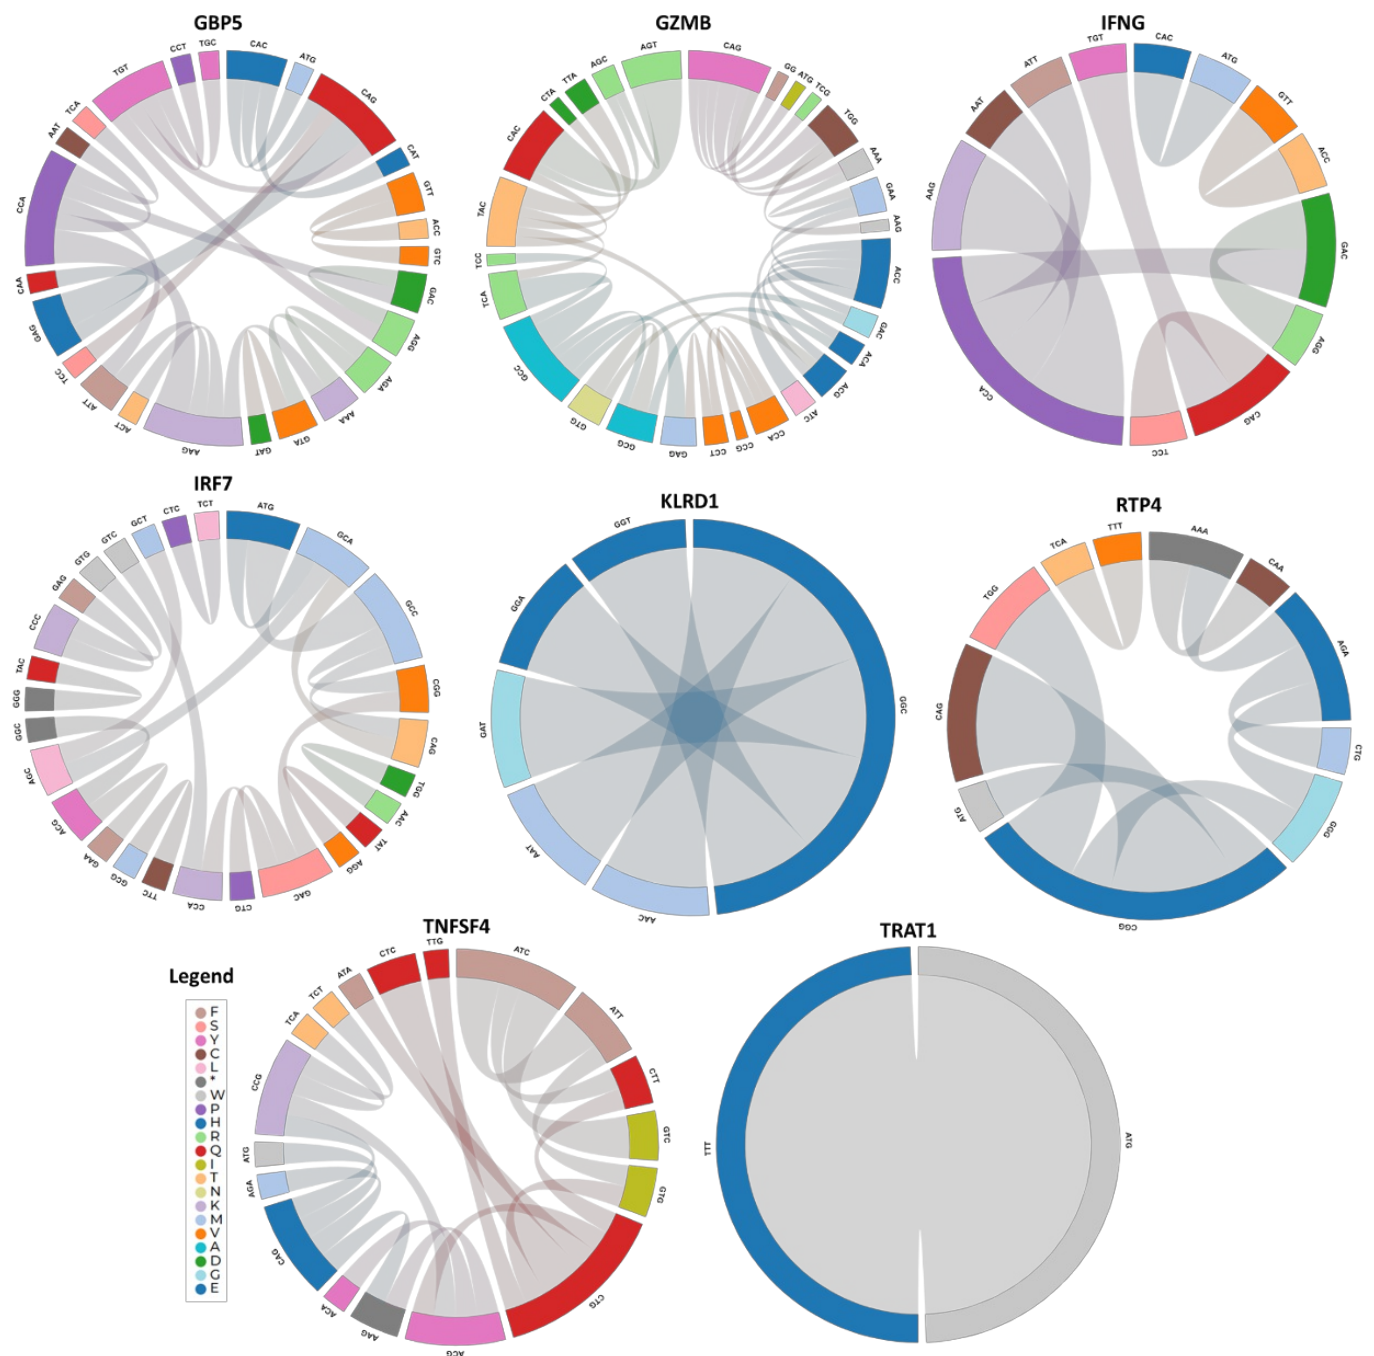 GBP5
CAC
ATG
CAG
CAT
GTT
ACC
GTC
GAC
AGG
AGA
AAA
GTA
GAT
AAG
ACT
ATT
TCC
GAG
CAA
CCA
AAT
TCA
TGT
CCT
TGC
GZMB
CAG
GG
ATG
TCG
TGG
AAA
GAA
AAG
ACC
GAC
ACA
ACG
ATC
CCA
CCG
CCT
GAG
GCG
GTG
GCC
TCA
TCC
TAC
CAC
CTA
TTA
AGC
AGT
IFNG
CAC
ATG
GTT
ACC
GAC
AGG
CAG
TCC
CCA
AAG
AAT
ATT
TGT
IRF7
ATG
GCA
GCC
CGG
CAG
TGG
AAC
TAT
AGG
GAC
CTG
CCA
TTC
GCG
GAA
ACG
AGC
GGC
GGG
TAC
CCC
GAG
GTG
GTC
GCT
CTC
TCT
KLRD1
GGC
AAC
AAT
GAT
GGA
GGT
RTP4
AAA
CAA
AGA
CTG
GGG
CGG
ATG
CAG
TGG
TCA
TTT
TNFSF4
ATC
ATT
CTT
GTC
GTG
CTG
ACG
AAG
ACA
CAG
AGA
ATG
CCG
TCA
TCT
ATA
CTC
TTG
TRAT1
ATG
TTT
Legend
F
S
Y
C
L
*
W
P
H
R
Q
I
T
N
K
M
V
A
D
G
E